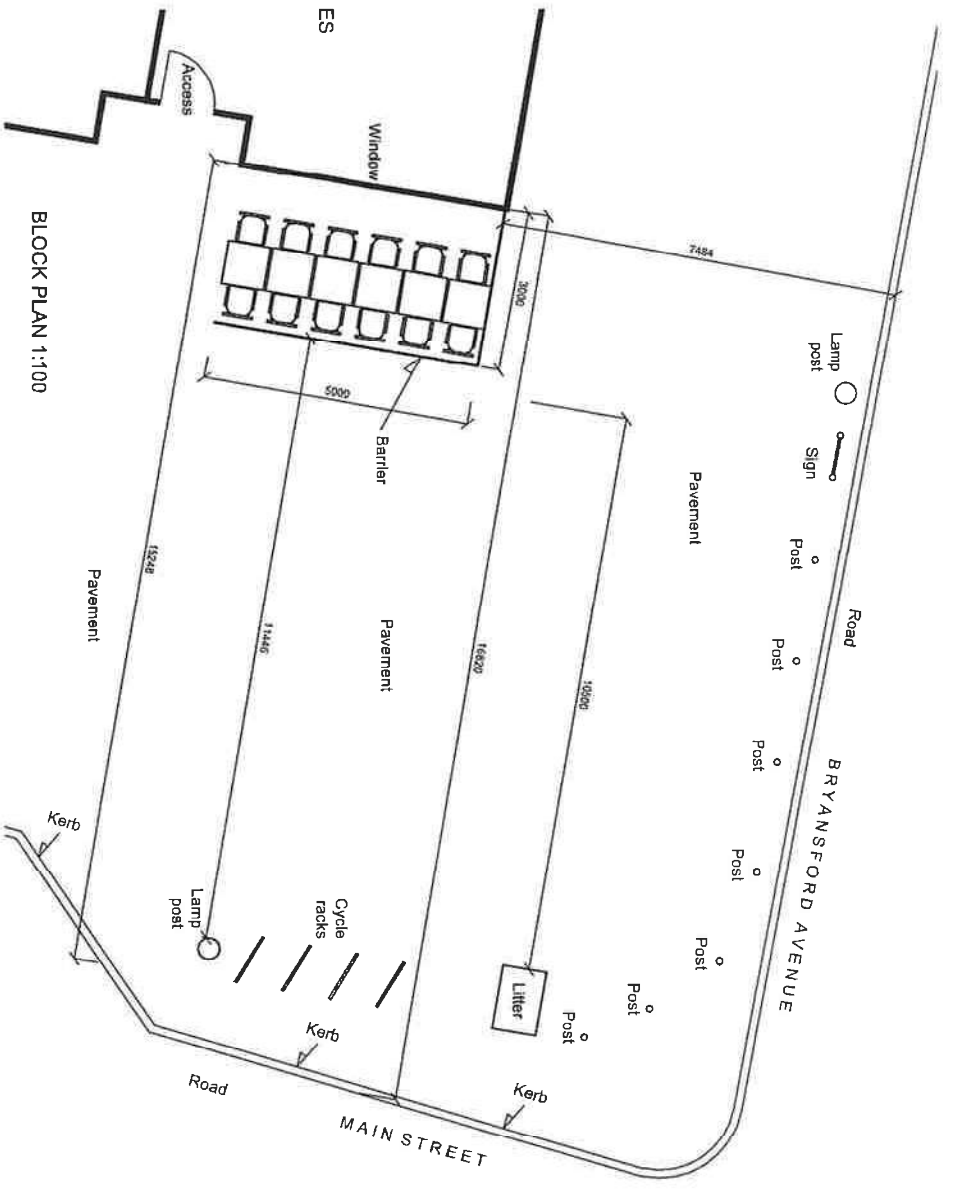 ES
Access
Window
BLOCK PLAN 1:100
7484
3000
5000
Barrier
Lamp
post
Sign
Post
Road
Post
Post
Post
Post
Post
Post
BRYANSFORD AVENUE
Pavement
Pavement
Pavement
15248
11446
16820
10500
Kerb
Lamp
post
Cycle
racks
Litter
Kerb
Kerb
Road
MAIN STREET